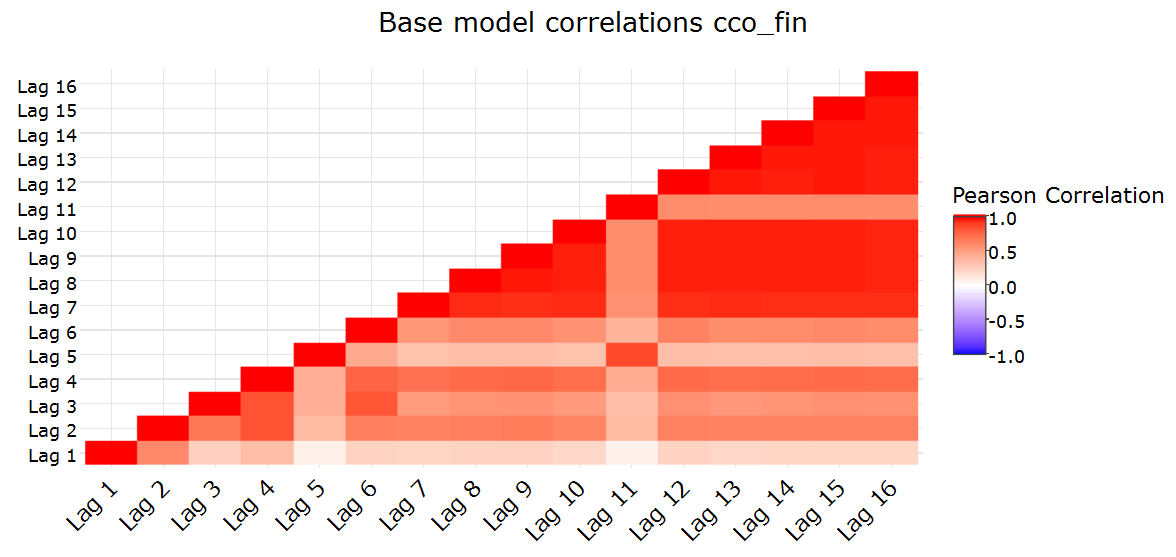 Base model correlations cco_fin
Lag 16
Lag 15
Lag 14
Lag 13
Lag 12
Lag 11
Lag 10
Lag 9
Lag 8
Lag 7
Lag 6
Lag 5
Lag 4
Lag 3
Lag 2
Lag 1
Lag 1
Lag 2
Lag 3
Lag 4
Lag 5
Lag 6
Lag 7
Lag 8
Lag 9
Lag 10
Lag 11
Lag 12
Lag 13
Lag 14
Lag 15
Lag 16
Pearson Correlation
1.0
0.5
0.0
-0.5
-1.0